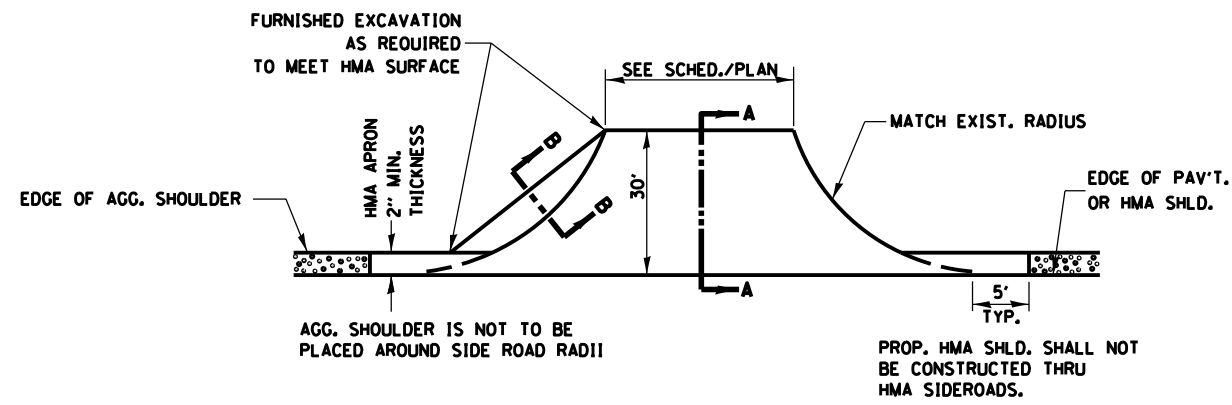 FURNISHED EXCAVATION
AS REQUIRED
TO MEET HMA SURFACE
SEE SCHED./PLAN
A
MATCH EXIST. RADIUS
B
HMA APRON
2" MIN.
THICKNESS
30'
EDGE OF PAV'T.
OR HMA SHLD.
EDGE OF AGG. SHOULDER
B
A
5'
TYP.
AGG. SHOULDER IS NOT TO BE
PLACED AROUND SIDE ROAD RADII
PROP. HMA SHLD. SHALL NOT
BE CONSTRUCTED THRU
HMA SIDEROADS.